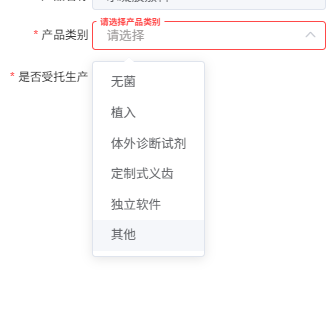 请选择产品类别
* 产品类别 请选择
* 是否受托生产
无菌
植入
体外诊断试剂
定制式义齿
独立软件
其他